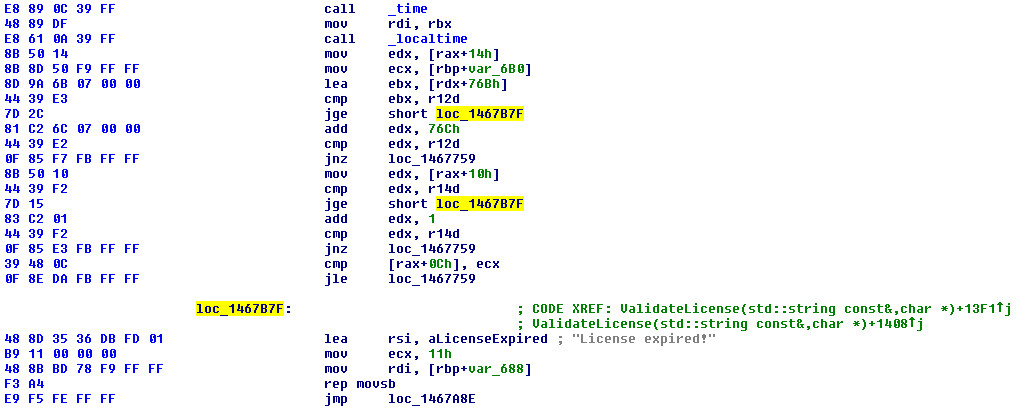 E8 89 0C 39 FF call _time
48 89 DF mov rdi, rbx
E8 61 0A 39 FF call _localtime
8B 50 14 mov edx, [rax+14h]
8B 8D 50 F9 FF FF mov ecx, [rbp+var_6B0]
8D 9A 6B 07 00 00 lea ebx, [rdx+76Bh]
44 39 E3 cmp ebx, r12d
7D 2C jge short loc_1467B7F
81 C2 6C 07 00 00 add edx, 76Ch
44 39 E2 cmp edx, r12d
0F 85 F7 FB FF FF jnz loc_1467759
8B 50 10 mov edx, [rax+10h]
44 39 F2 cmp edx, r14d
7D 15 jge short loc_1467B7F
83 C2 01 add edx, 1
44 39 F2 cmp edx, r14d
0F 85 E3 FB FF FF jnz loc_1467759
39 48 0C cmp [rax+0Ch], ecx
0F 8E DA FB FF FF jle loc_1467759
loc_1467B7F: ; CODE XREF: ValidateLicense(std::string const&,char *)+13F1↑j
; ValidateLicense(std::string const&,char *)+1408↑j
48 8D 35 36 DB FD 01 lea rsi, aLicenseExpired ; "License expired!"
B9 11 00 00 00 mov ecx, 11h
48 8B BD 78 F9 FF FF mov rdi, [rbp+var_688]
F3 A4 rep movsb
E9 F5 FE FF FF jmp loc_1467A8E